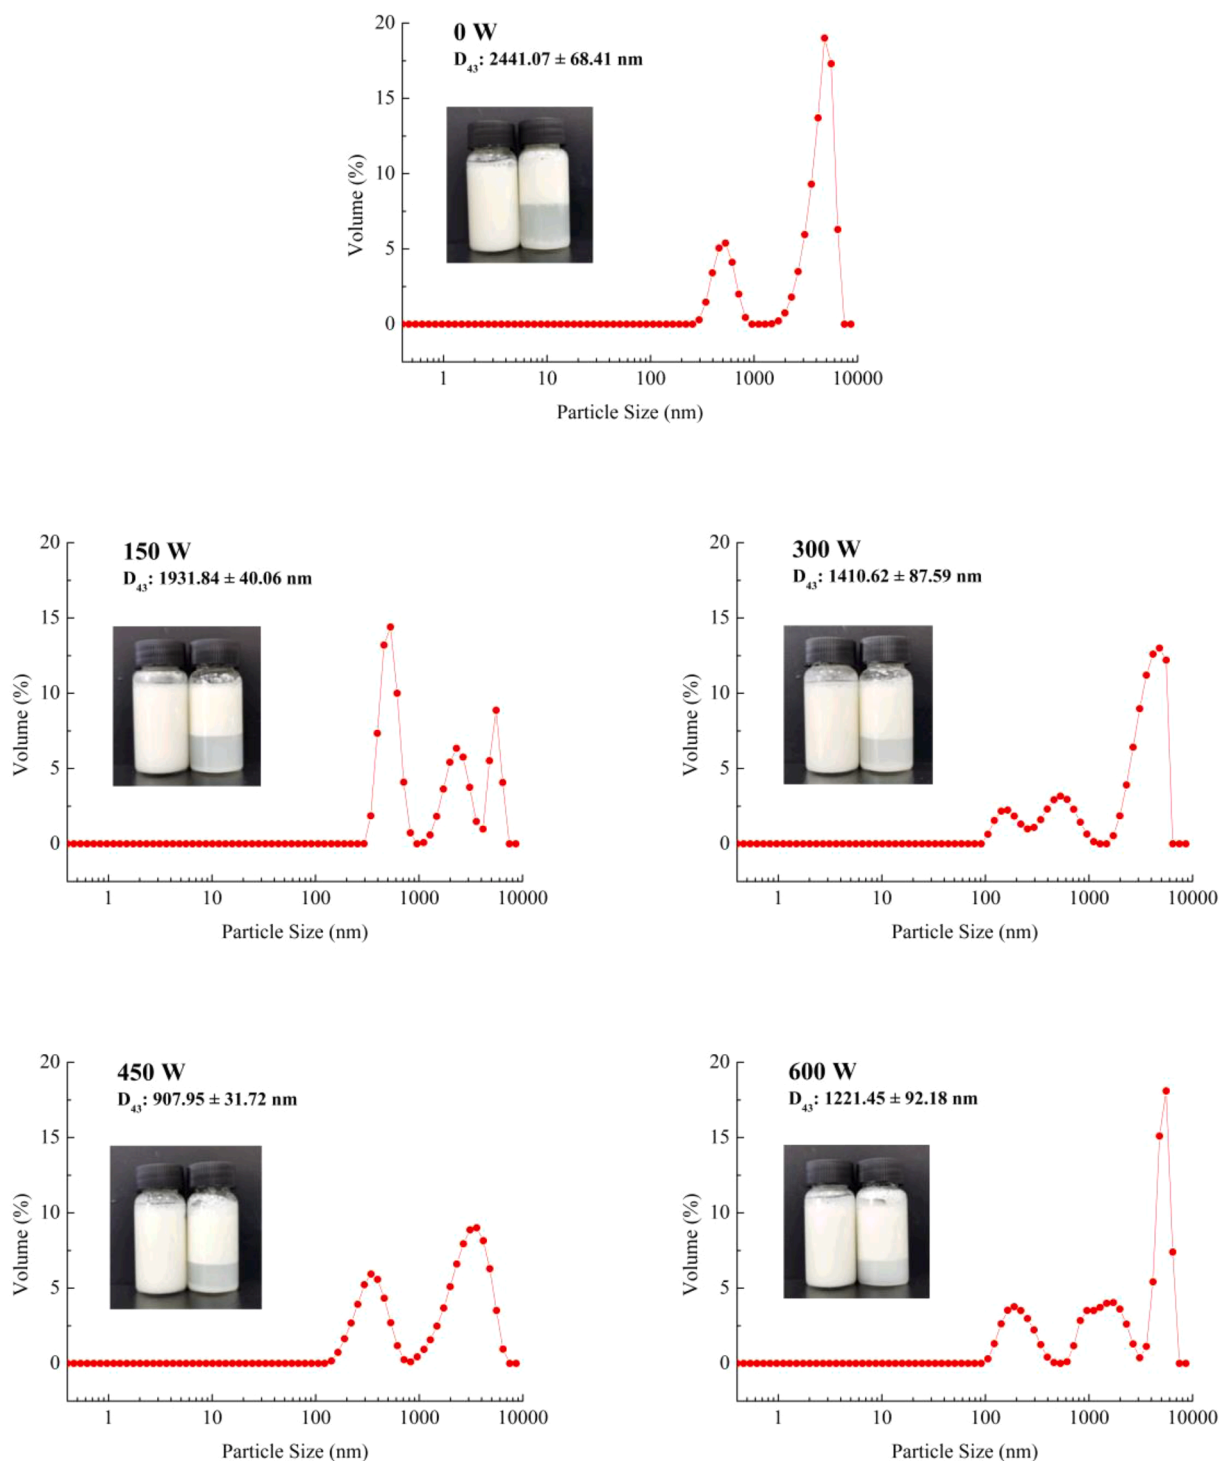 0 W
D43: 2441.07 ± 68.41 nm
20
15
10
5
0
Volume (%)
1 10 100 1000 10000
Particle Size (nm)
150 W
D43: 1931.84 ± 40.06 nm
20
15
10
5
0
Volume (%)
1 10 100 1000 10000
Particle Size (nm)
300 W
D43: 1410.62 ± 87.59 nm
20
15
10
5
0
Volume (%)
1 10 100 1000 10000
Particle Size (nm)
450 W
D43: 907.95 ± 31.72 nm
20
15
10
5
0
Volume (%)
1 10 100 1000 10000
Particle Size (nm)
600 W
D43: 1221.45 ± 92.18 nm
20
15
10
5
0
Volume (%)
1 10 100 1000 10000
Particle Size (nm)